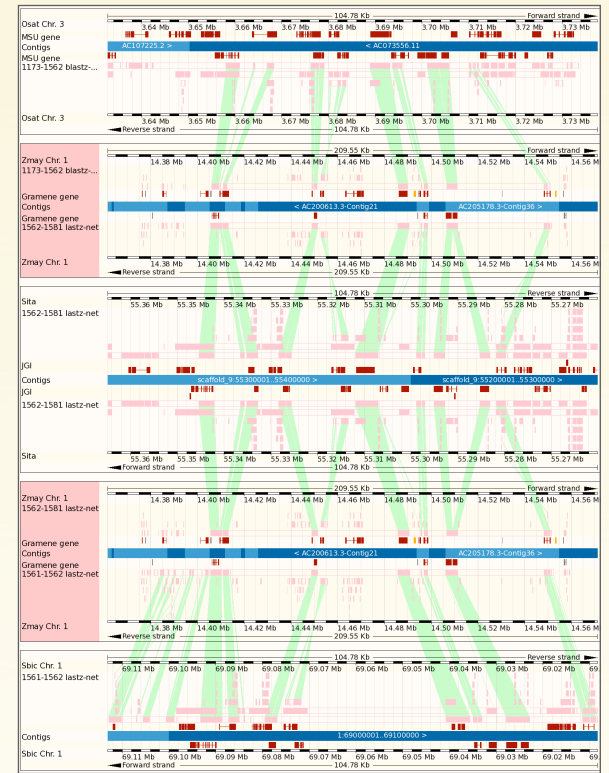 104.78 Kb Forward strand
Osat Chr. 3
3.64 Mb 3.65 Mb 3.66 Mb 3.67 Mb 3.67 Mb 3.68 Mb 3.69 Mb 3.70 Mb 3.71 Mb 3.72 Mb 3.73 Mb
MSU gene
Contigs AC107225.2 > < AC073556.11
MSU gene
1173-1562 blastz-...
3.64 Mb 3.65 Mb 3.66 Mb 3.67 Mb 3.67 Mb 3.68 Mb 3.69 Mb 3.70 Mb 3.71 Mb 3.72 Mb 3.73 Mb
Osat Chr. 3
Reverse strand 104.78 Kb
209.55 Kb Forward strand
Zmay Chr. 1
14.38 Mb 14.40 Mb 14.42 Mb 14.44 Mb 14.46 Mb 14.48 Mb 14.50 Mb 14.52 Mb 14.54 Mb 14.56 M
1173-1562 blastz-...
Gramene gene
Contigs < AC200613.3-Contig21 AC205178.3-Contig36 >
Gramene gene
1562-1581 lastz-net
Zmay Chr. 1
14.38 Mb 14.40 Mb 14.42 Mb 14.44 Mb 14.46 Mb 14.48 Mb 14.50 Mb 14.52 Mb 14.54 Mb 14.56 M
Reverse strand 209.55 Kb
104.78 Kb Reverse strand
Sita
55.36 Mb 55.35 Mb 55.34 Mb 55.33 Mb 55.32 Mb 55.31 Mb 55.30 Mb 55.29 Mb 55.28 Mb 55.27 Mb
1562-1581 lastz-net
JGI
Contigs scaffold_9:55300001..55400000 > scaffold_9:55200001..55300000 >
JGI
1562-1581 lastz-net
Sita
55.36 Mb 55.35 Mb 55.34 Mb 55.33 Mb 55.32 Mb 55.31 Mb 55.30 Mb 55.29 Mb 55.28 Mb 55.27 Mb
Forward strand 104.78 Kb
209.55 Kb Forward strand
Zmay Chr. 1
14.38 Mb 14.40 Mb 14.42 Mb 14.44 Mb 14.46 Mb 14.48 Mb 14.50 Mb 14.52 Mb 14.54 Mb 14.56 M
1562-1581 lastz-net
Gramene gene
Contigs < AC200613.3-Contig21 AC205178.3-Contig36 >
Gramene gene
1561-1562 lastz-net
Zmay Chr. 1
14.38 Mb 14.40 Mb 14.42 Mb 14.44 Mb 14.46 Mb 14.48 Mb 14.50 Mb 14.52 Mb 14.54 Mb 14.56 M
Reverse strand 209.55 Kb
104.78 Kb Reverse strand
Sbic Chr. 1
69.11 Mb 69.10 Mb 69.09 Mb 69.08 Mb 69.07 Mb 69.06 Mb 69.05 Mb 69.04 Mb 69.03 Mb 69.02 Mb 69.
1561-1562 lastz-net
Contigs 1:69000001..69100000 >
69.11 Mb 69.10 Mb 69.09 Mb 69.08 Mb 69.07 Mb 69.06 Mb 69.05 Mb 69.04 Mb 69.03 Mb 69.02 Mb 69.
Sbic Chr. 1
Forward strand 104.78 Kb